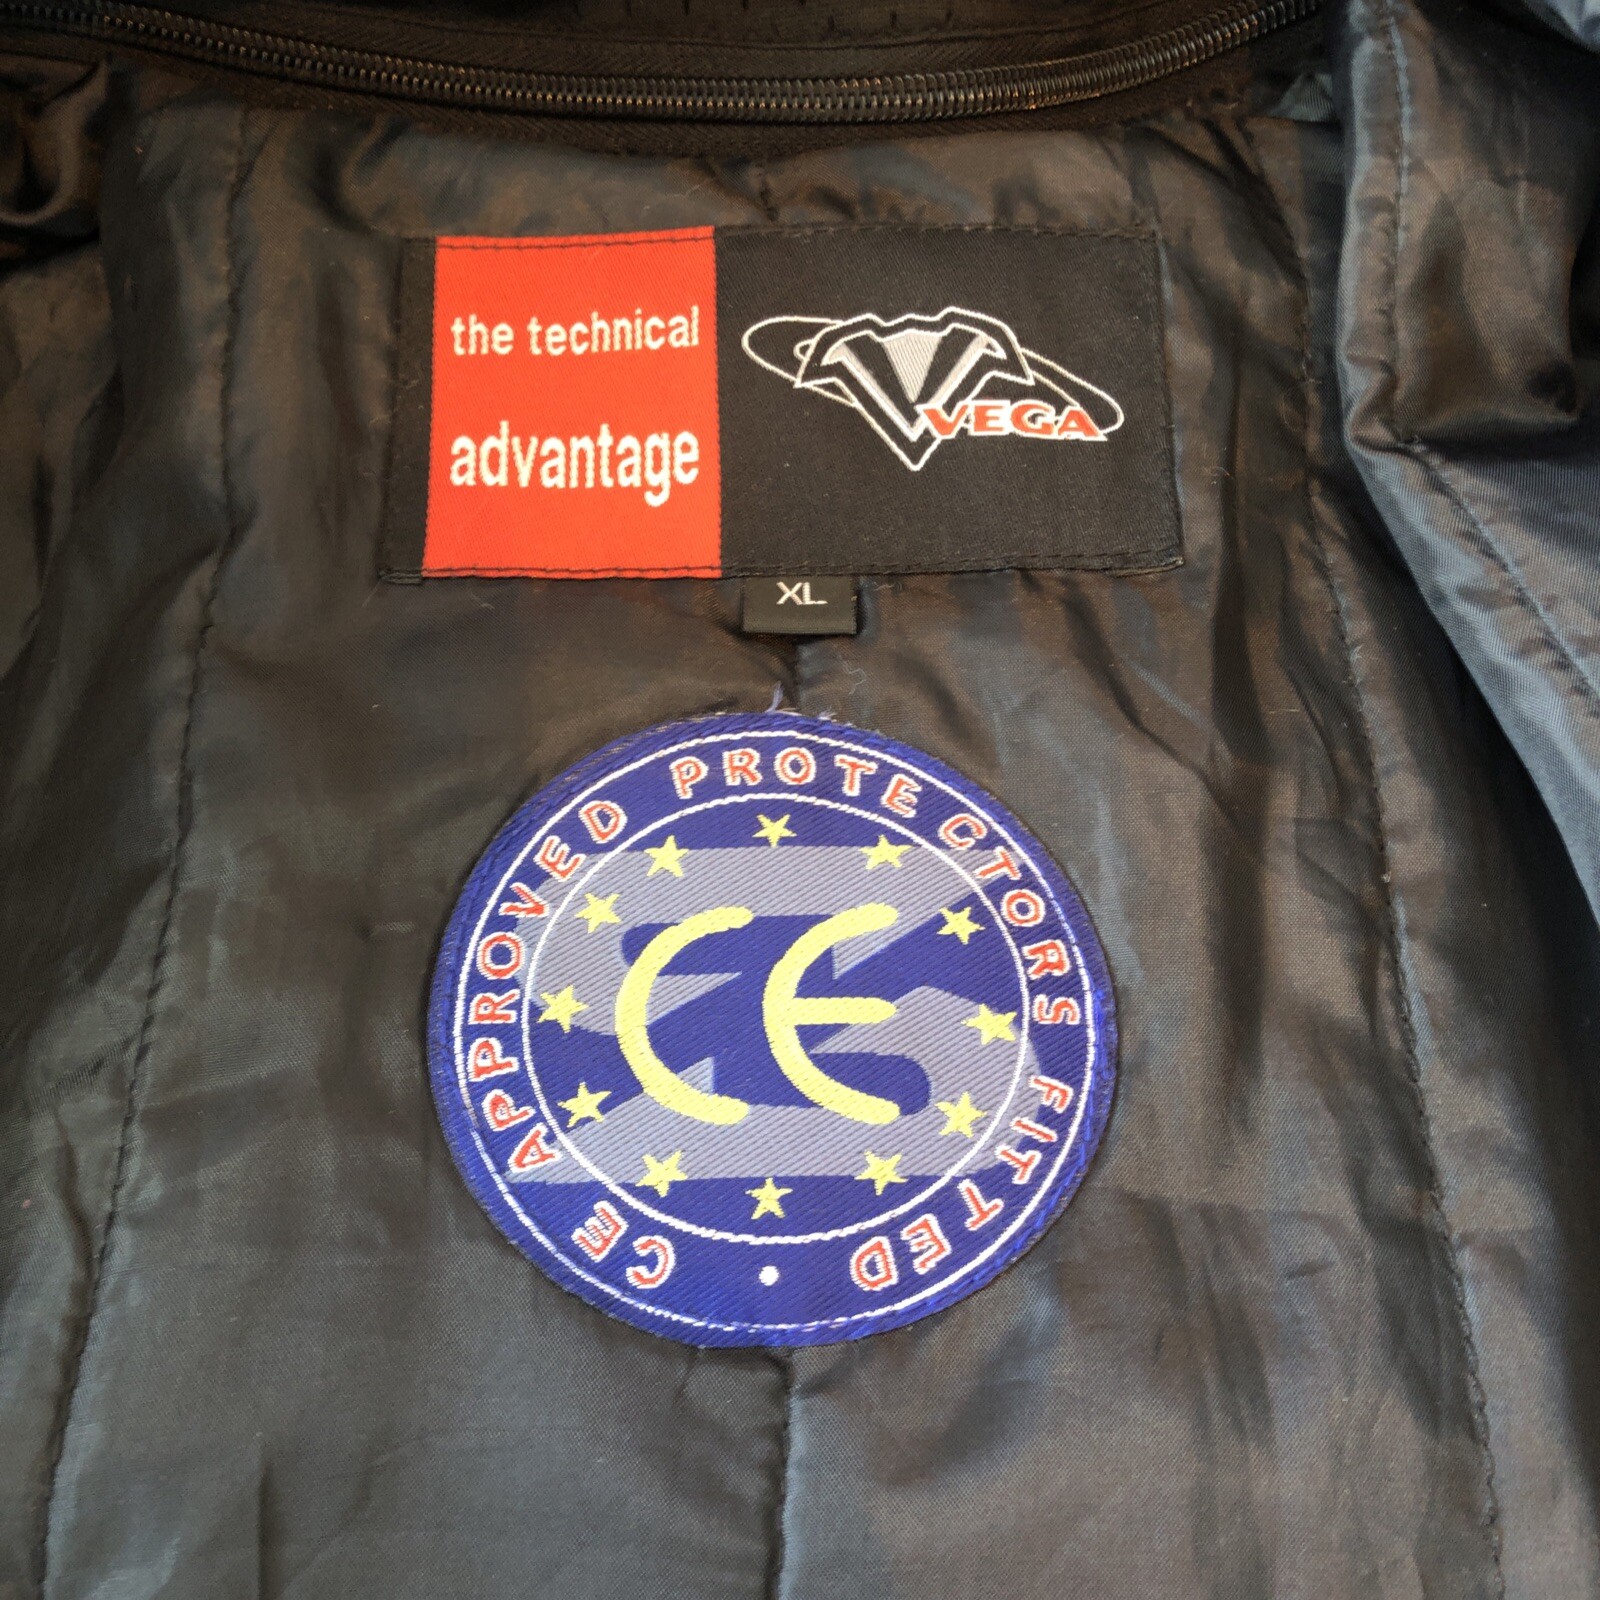 the technical
advantage
VEGA
XL
CE APPROVED PROTECTORS FITTED •
CE